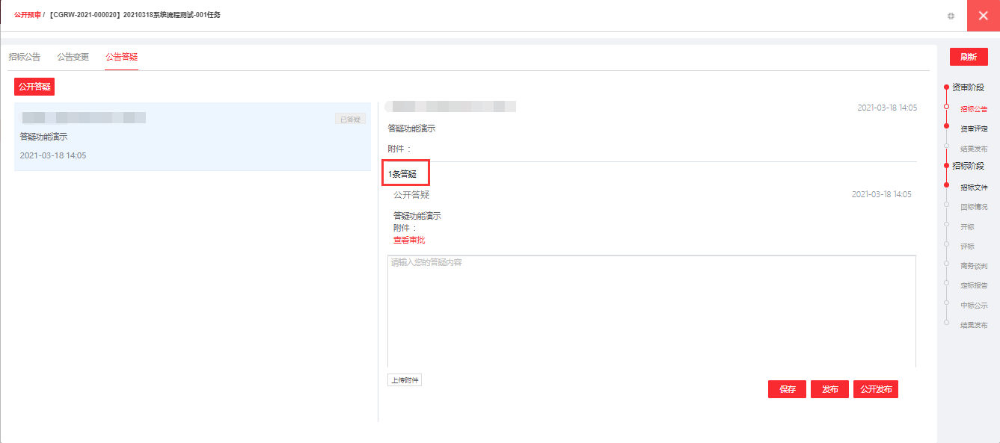 公开预审 / 【CGRW-2021-000020】20210318系统流程测试-001任务
招标公告 公告变更 公告答疑
公开答疑
已答疑
答疑功能演示
2021-03-18 14:05
2021-03-18 14:05
答疑功能演示
附件 ：
1条答疑
公开答疑 2021-03-18 14:05
答疑功能演示
附件 ：
查看审批
请输入您的答疑内容
上传附件
保存 发布 公开发布
刷新
资审阶段
招标公告
资审评定
结果发布
招标阶段
招标文件
回标情况
开标
评标
商务谈判
定标报告
中标公示
结果发布